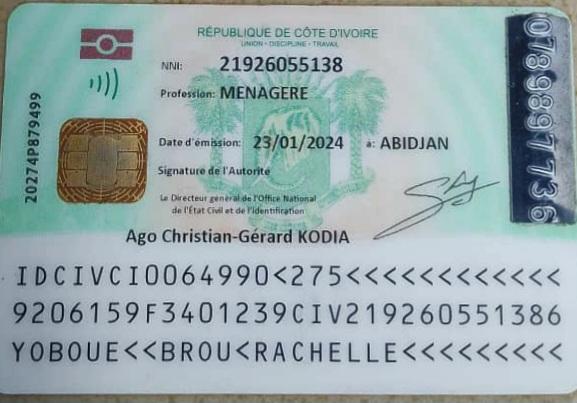 RÉPUBLIQUE DE CÔTE D'IVOIRE
UNION - DISCIPLINE - TRAVAIL
NNI: 21926055138
Profession: MENAGERE
Date d'émission: 23/01/2024 à: ABIDJAN
Signature de l'Autorité
Le Directeur général de l'Office National
de l'État Civil et de l'Identification
Ago Christian-Gérard KODIA
20274P879499
0789897736
IDCIVCI0064990<275<<<<<<<<<<<<
9206159F3401239CIV219260551386
YOBOUE<<BROU<RACHELLE<<<<<<<<<